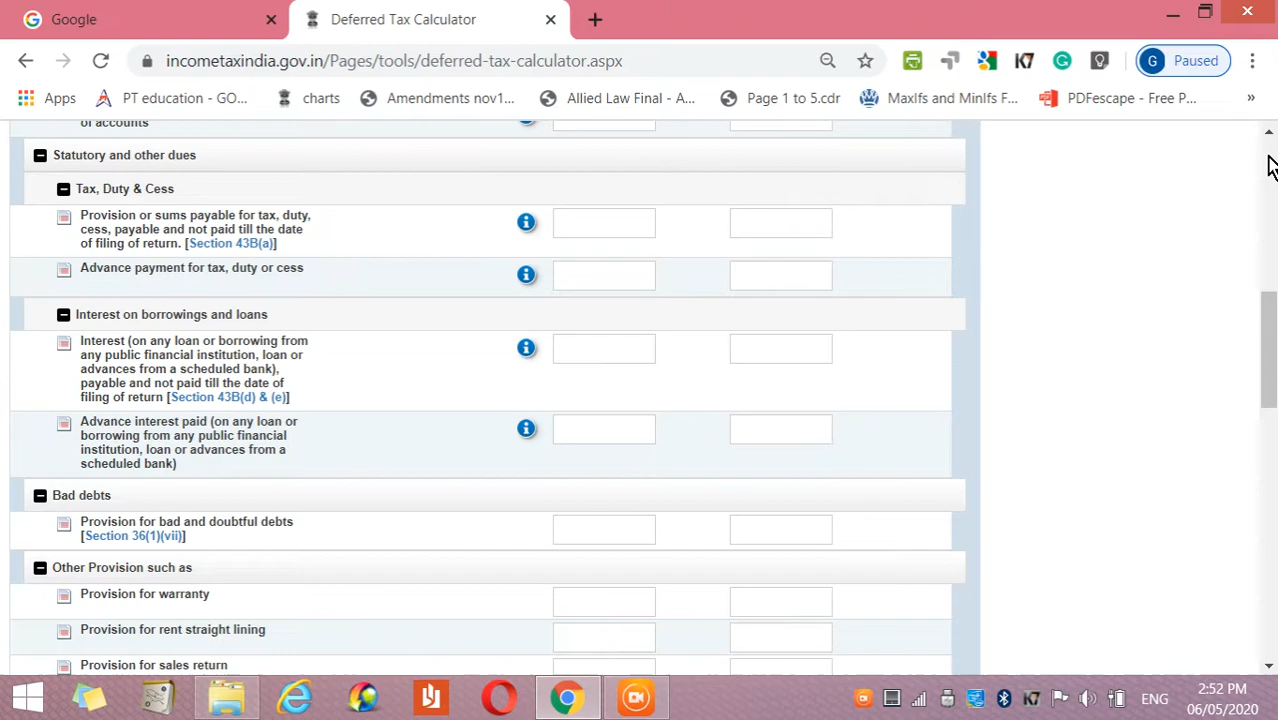 Google
Deferred Tax Calculator
incometaxindia.gov.in/Pages/tools/deferred-tax-calculator.aspx
G Paused
Apps
PT education - GO...
charts
Amendments nov1...
Allied Law Final - A...
Page 1 to 5.cdr
MaxIfs and MinIfs F...
PDFescape - Free P...
»
of accounts
Statutory and other dues
Tax, Duty & Cess
Provision or sums payable for tax, duty,
cess, payable and not paid till the date
of filing of return. [Section 43B(a)]
Advance payment for tax, duty or cess
Interest on borrowings and loans
Interest (on any loan or borrowing from
any public financial institution, loan or
advances from a scheduled bank),
payable and not paid till the date of
filing of return [Section 43B(d) & (e)]
Advance interest paid (on any loan or
borrowing from any public financial
institution, loan or advances from a
scheduled bank)
Bad debts
Provision for bad and doubtful debts
[Section 36(1)(vii)]
Other Provision such as
Provision for warranty
Provision for rent straight lining
Provision for sales return
ENG
2:52 PM
06/05/2020